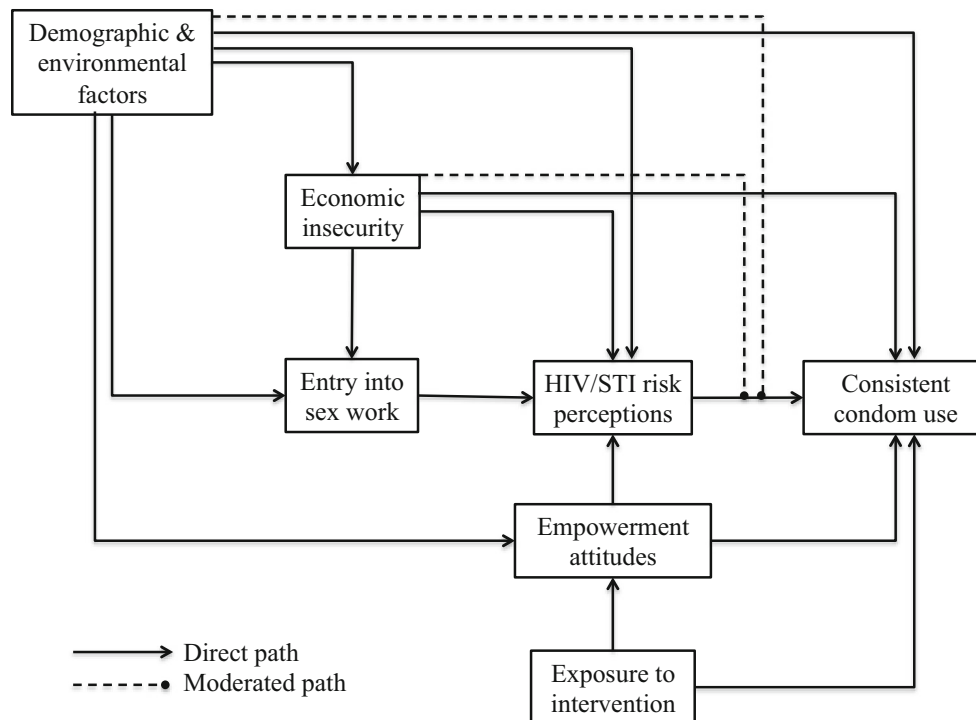 Demographic &
environmental
factors
Economic
insecurity
Entry into
sex work
HIV/STI risk
perceptions
Consistent
condom use
Empowerment
attitudes
Exposure to
intervention
Direct path
Moderated path